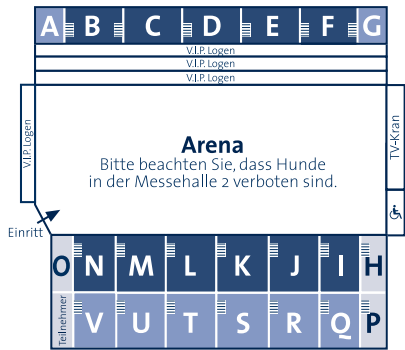 A B C D E F G
V.I.P. Logen
V.I.P. Logen
V.I.P. Logen
V.I.P. Logen
TV-Kran
Arena
Bitte beachten Sie, dass Hunde
in der Messehalle 2 verboten sind.
Einritt
O N M L K J I H
Teilnehmer V U T S R Q P